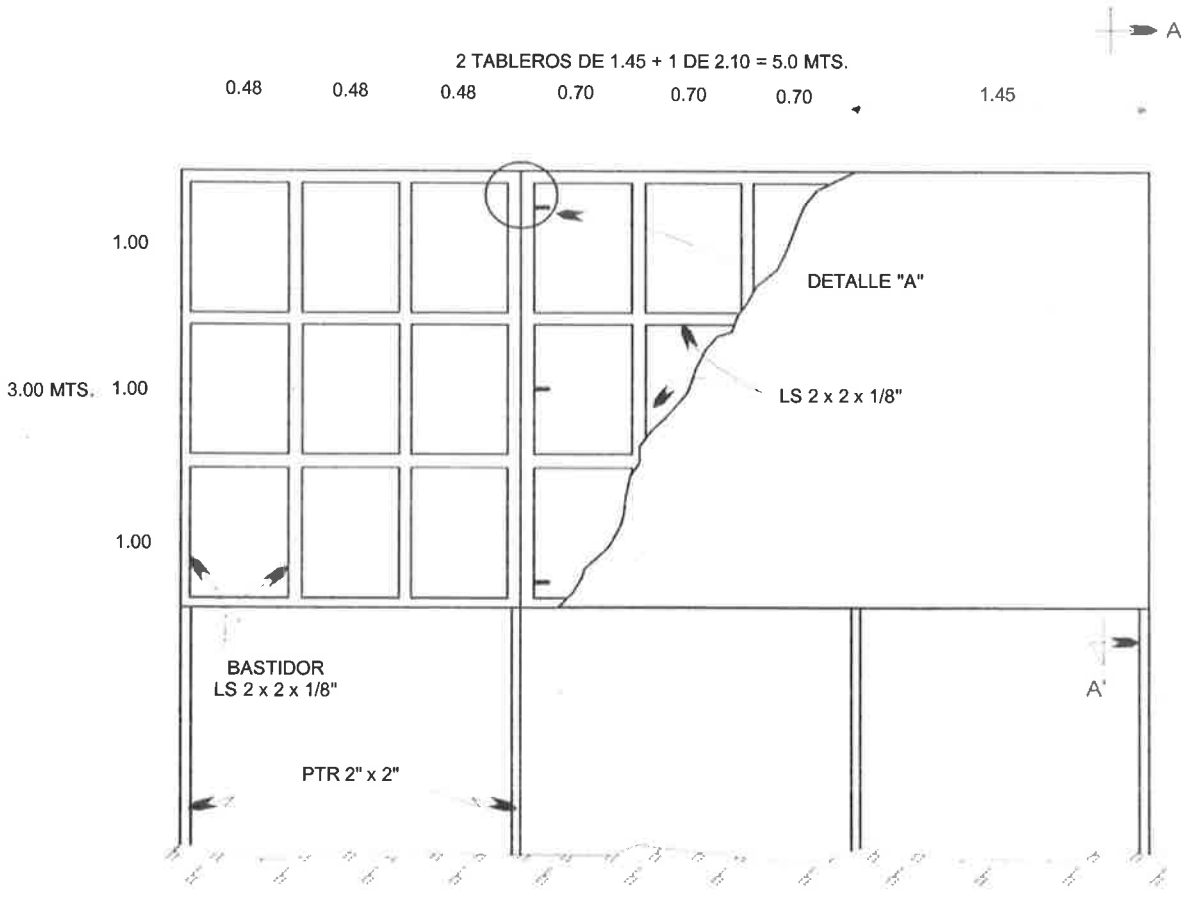 A
2 TABLEROS DE 1.45 + 1 DE 2.10 = 5.0 MTS.
0.48 0.48 0.48 0.70 0.70 0.70 1.45
1.00
DETALLE "A"
3.00 MTS. 1.00
LS 2 x 2 x 1/8"
1.00
BASTIDOR
LS 2 x 2 x 1/8"
A'
PTR 2" x 2"